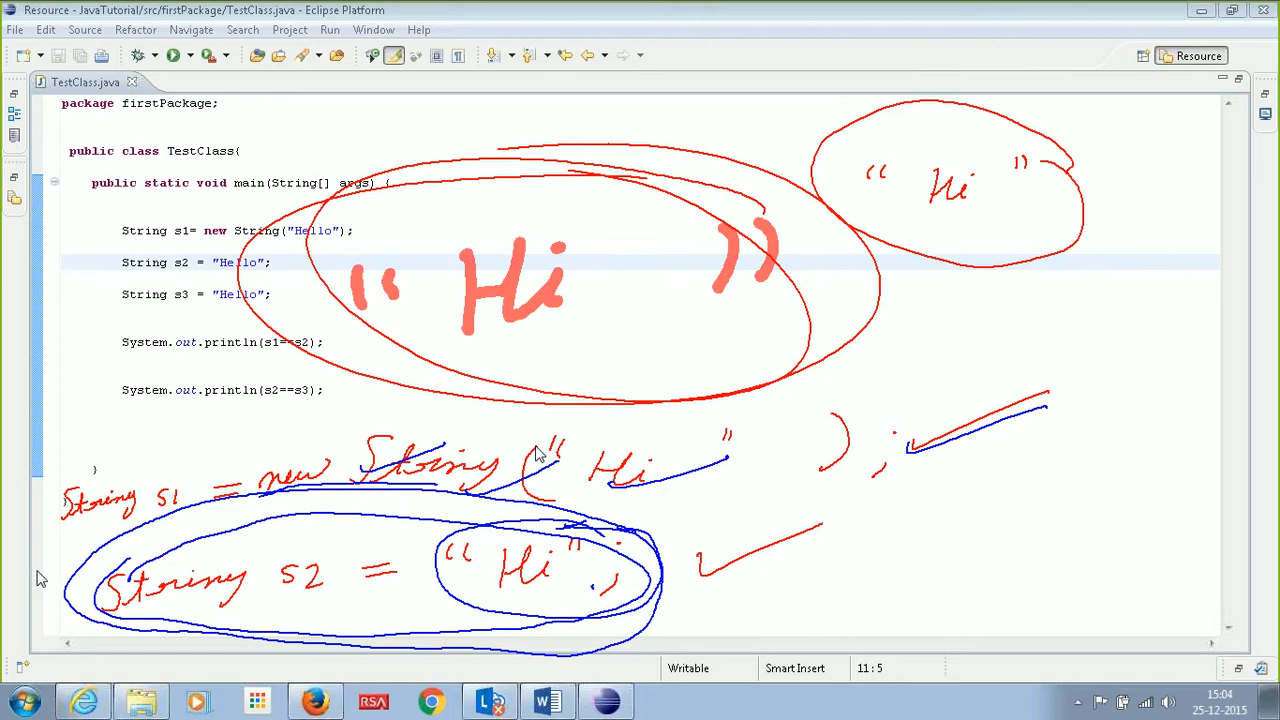 Resource - JavaTutorial/src/firstPackage/TestClass.java - Eclipse Platform
File Edit Source Refactor Navigate Search Project Run Window Help
Resource
TestClass.java
package firstPackage;
public class TestClass{
public static void main(String[] args) {
" Hi "
String s1= new String("Hello");
String s2 = "Hello";
" Hi "
String s3 = "Hello";
System.out.println(s1==s2);
System.out.println(s2==s3);
}
String s1 = new String ( " Hi " ) ;
String s2 = "Hi" ;
Writable Smart Insert 11 : 5
RSA
15:04
25-12-2015